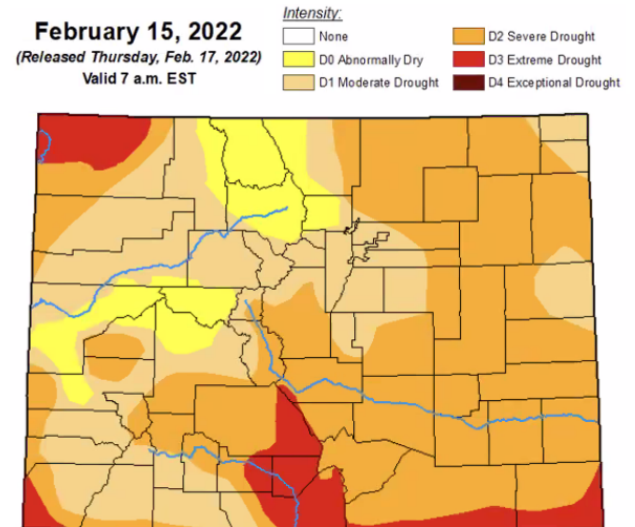 February 15, 2022
(Released Thursday, Feb. 17, 2022)
Valid 7 a.m. EST
Intensity:
None
D0 Abnormally Dry
D1 Moderate Drought
D2 Severe Drought
D3 Extreme Drought
D4 Exceptional Drought